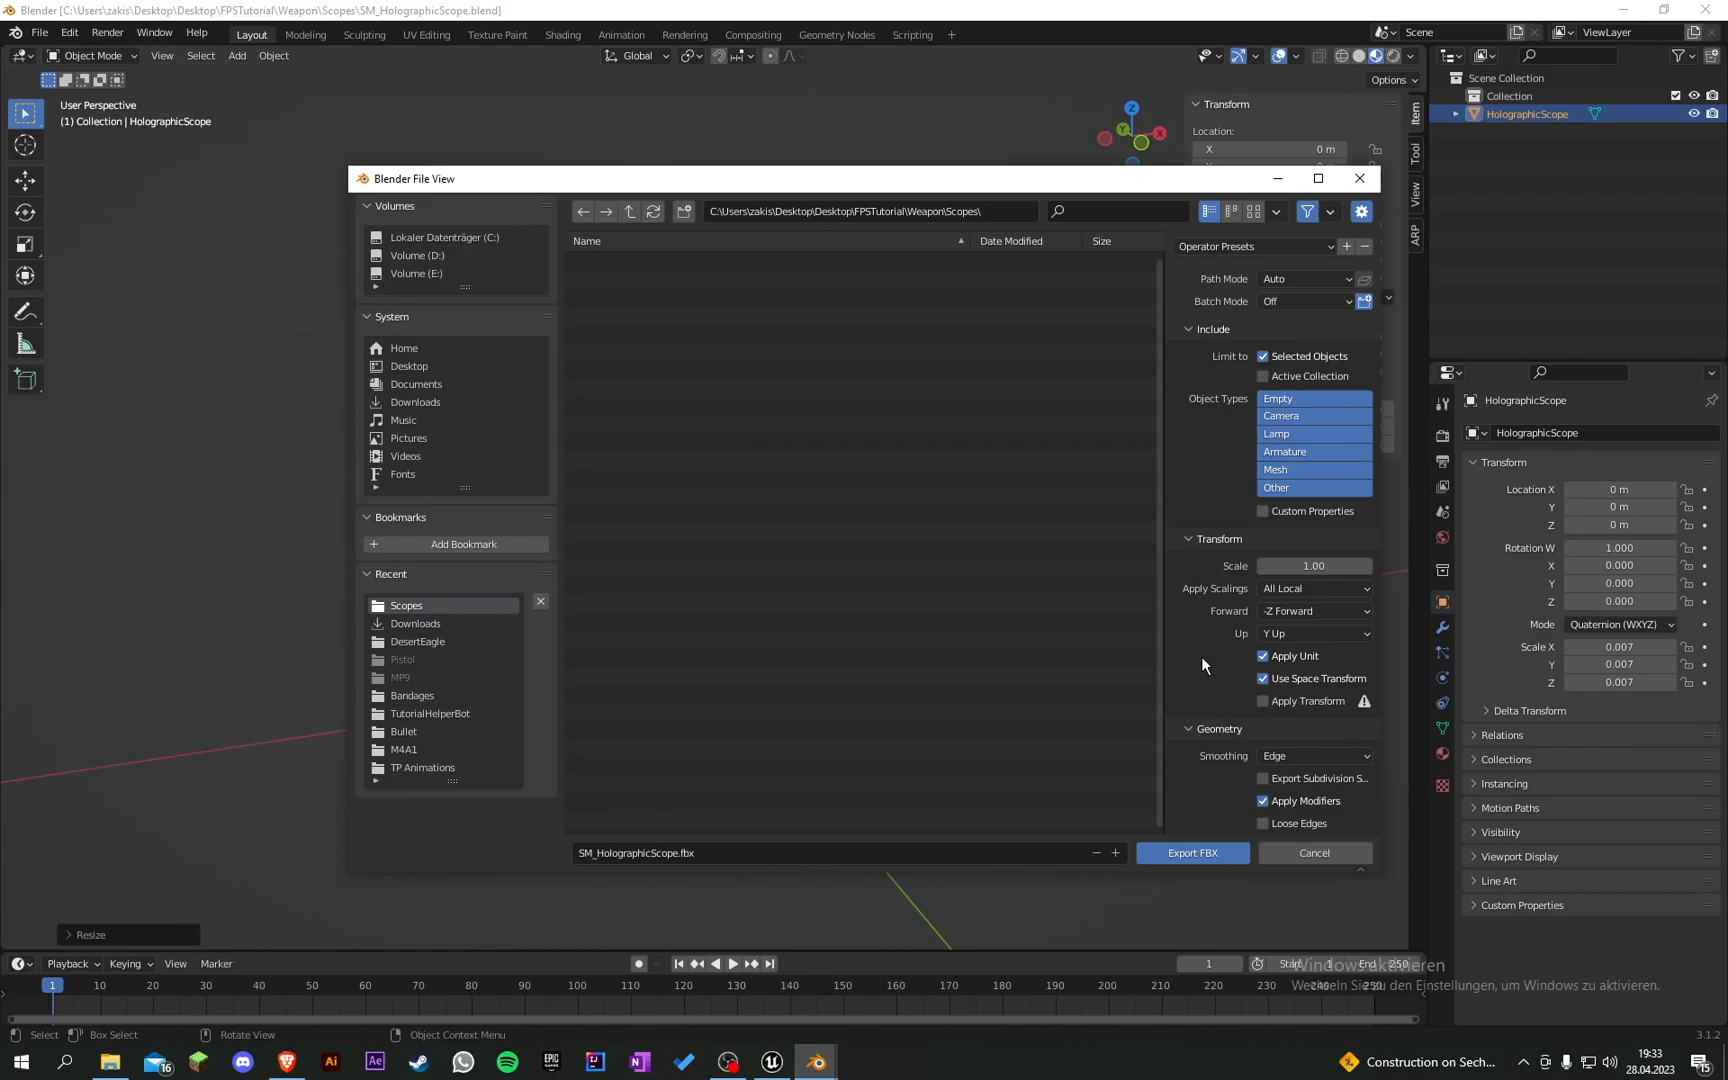 Blender [C:\Users\zakis\Desktop\Desktop\FPSTutorial\Weapon\Scopes\SM_HolographicScope.blend]
File Edit Render Window Help Layout Modeling Sculpting UV Editing Texture Paint Shading Animation Rendering Compositing Geometry Nodes Scripting + Scene ViewLayer
Object Mode View Select Add Object Global
Options
User Perspective
(1) Collection | HolographicScope
Z
Y
X
Transform
Location:
X 0 m
Item
Tool
View
ARP
Scene Collection
Collection
HolographicScope
Blender File View
Volumes
Lokaler Datenträger (C:)
Volume (D:)
Volume (E:)
System
Home
Desktop
Documents
Downloads
Music
Pictures
Videos
Fonts
Bookmarks
Add Bookmark
Recent
Scopes
Downloads
DesertEagle
Pistol
MP9
Bandages
TutorialHelperBot
Bullet
M4A1
TP Animations
C:\Users\zakis\Desktop\Desktop\FPSTutorial\Weapon\Scopes\
Name Date Modified Size
Operator Presets
Path Mode Auto
Batch Mode Off
Include
Limit to Selected Objects
Active Collection
Object Types Empty
Camera
Lamp
Armature
Mesh
Other
Custom Properties
Transform
Scale 1.00
Apply Scalings All Local
Forward -Z Forward
Up Y Up
Apply Unit
Use Space Transform
Apply Transform
Geometry
Smoothing Edge
Export Subdivision S...
Apply Modifiers
Loose Edges
SM_HolographicScope.fbx
Export FBX
Cancel
HolographicScope
HolographicScope
Transform
Location X 0 m
Y 0 m
Z 0 m
Rotation W 1.000
X 0.000
Y 0.000
Z 0.000
Mode Quaternion (WXYZ)
Scale X 0.007
Y 0.007
Z 0.007
Delta Transform
Relations
Collections
Instancing
Motion Paths
Visibility
Viewport Display
Line Art
Custom Properties
Resize
Playback Keying View Marker
1 Start 1 End 250
1 10 20 30 40 50 60 70 80 90 100 110 120 130 140 150 160 170 180 190 200 210 220 230 240 250
Windows aktivieren
Wechseln Sie zu den Einstellungen, um Windows zu aktivieren.
Select Box Select Rotate View Object Context Menu 3.1.2
16 Ai Ae EPIC GAMES Construction on Sech... 19:33
28.04.2023 15